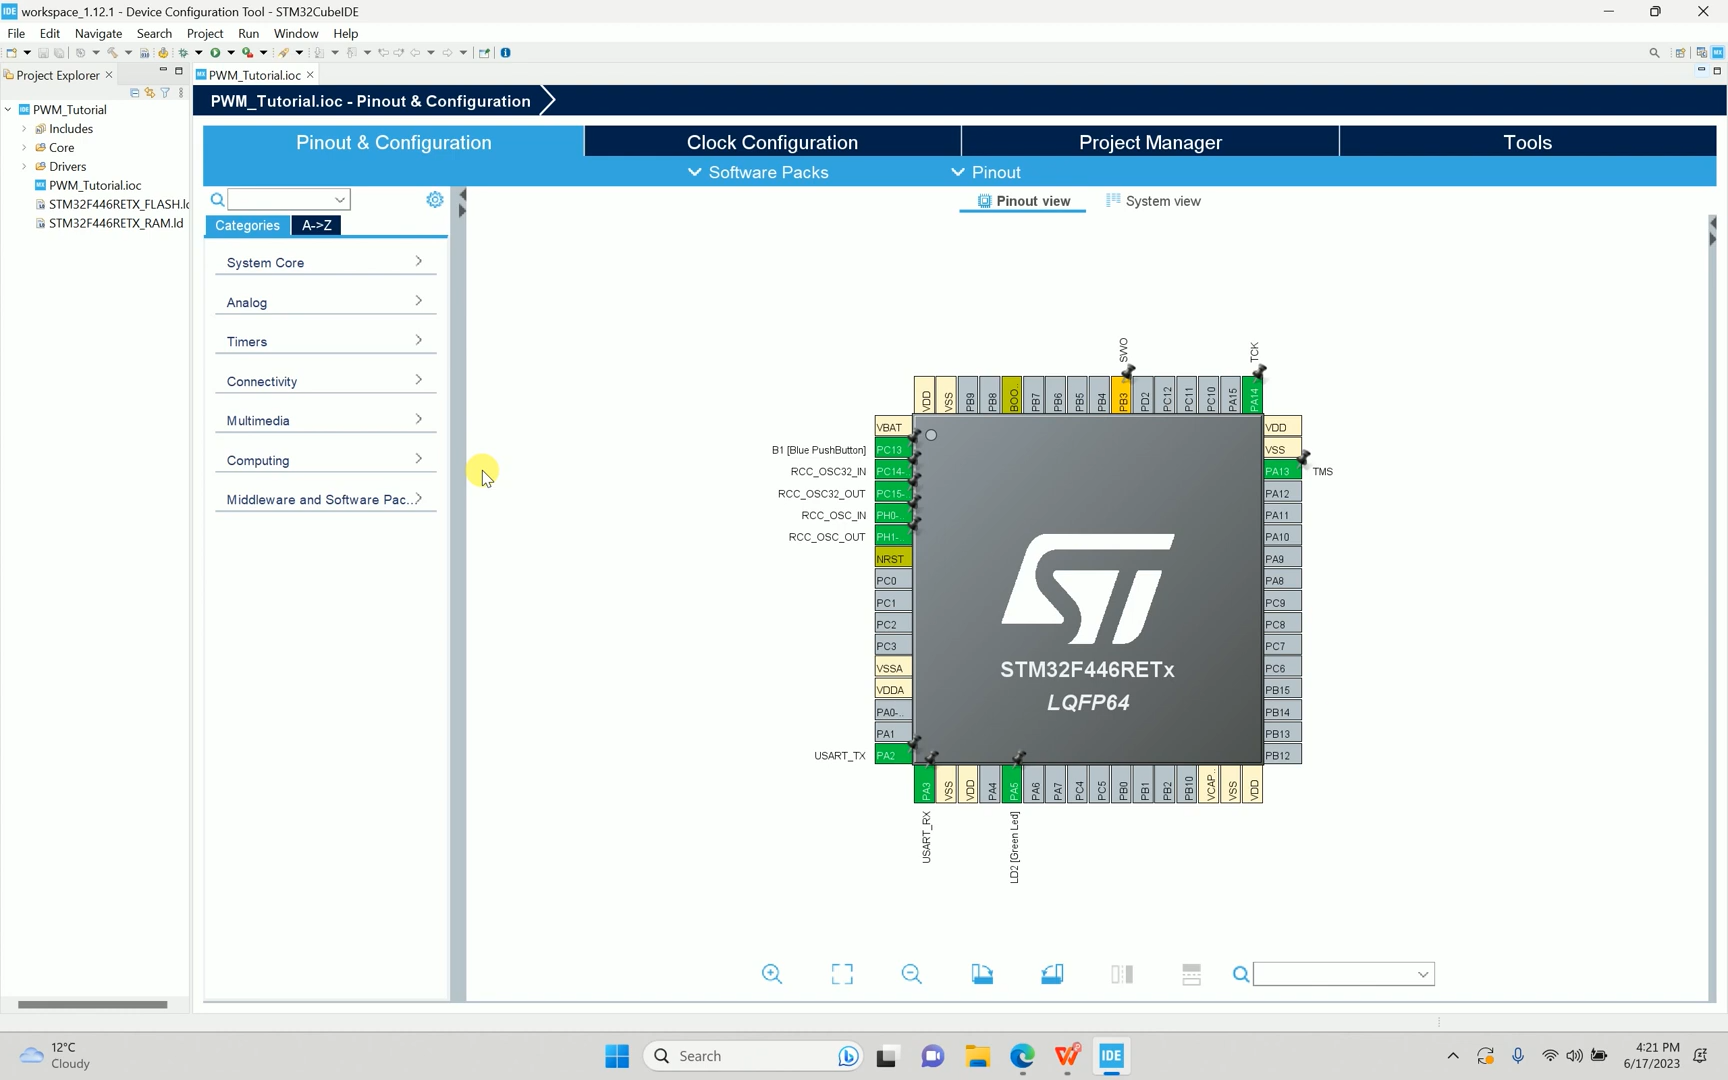 IDE workspace_1.12.1 - Device Configuration Tool - STM32CubeIDE
File Edit Navigate Search Project Run Window Help
Project Explorer
MX PWM_Tutorial.ioc
PWM_Tutorial.ioc - Pinout & Configuration
IDE PWM_Tutorial
Includes
Core
Drivers
MX PWM_Tutorial.ioc
STM32F446RETX_FLASH.l
STM32F446RETX_RAM.ld
Pinout & Configuration
Clock Configuration
Project Manager
Tools
Software Packs
Pinout
Pinout view
System view
Categories
A->Z
System Core
Analog
Timers
Connectivity
Multimedia
Computing
Middleware and Software Pac...
SWO
TCK
VDD
VSS
PB9
PB8
BOO..
PB7
PB6
PB5
PB4
PB3
PD2
PC12
PC11
PC10
PA15
PA14
VBAT
B1 [Blue PushButton] PC13
RCC_OSC32_IN PC14-
RCC_OSC32_OUT PC15-
RCC_OSC_IN PH0-..
RCC_OSC_OUT PH1-..
NRST
PC0
PC1
PC2
PC3
VSSA
VDDA
PA0-..
PA1
USART_TX PA2
VDD
VSS
PA13 TMS
PA12
PA11
PA10
PA9
PA8
PC9
PC8
PC7
PC6
PB15
PB14
PB13
PB12
ST
STM32F446RETx
LQFP64
PA3
VSS
VDD
PA4
PA5
PA6
PA7
PC4
PC5
PB0
PB1
PB2
PB10
VCAP..
VSS
VDD
USART_RX
LD2 [Green Led]
12°C
Cloudy
Search
IDE
4:21 PM
6/17/2023